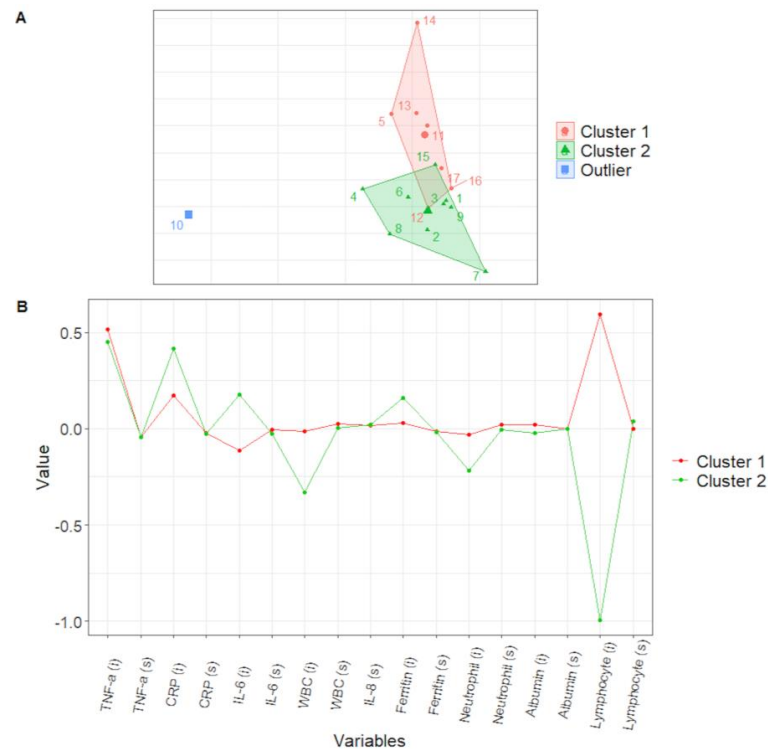 A
14
13
5
11
15
17
16
4
6
3
1
12
9
8
2
10
7
Cluster 1
Cluster 2
Outlier
B
0.5
0.0
-0.5
-1.0
Value
Cluster 1
Cluster 2
TNF-a (i)
TNF-a (s)
CRP (i)
CRP (s)
IL-6 (i)
IL-6 (s)
WBC (i)
WBC (s)
IL-8 (s)
Ferritin (i)
Ferritin (s)
Neutrophil (i)
Neutrophil (s)
Albumin (i)
Albumin (s)
Lymphocyte (i)
Lymphocyte (s)
Variables